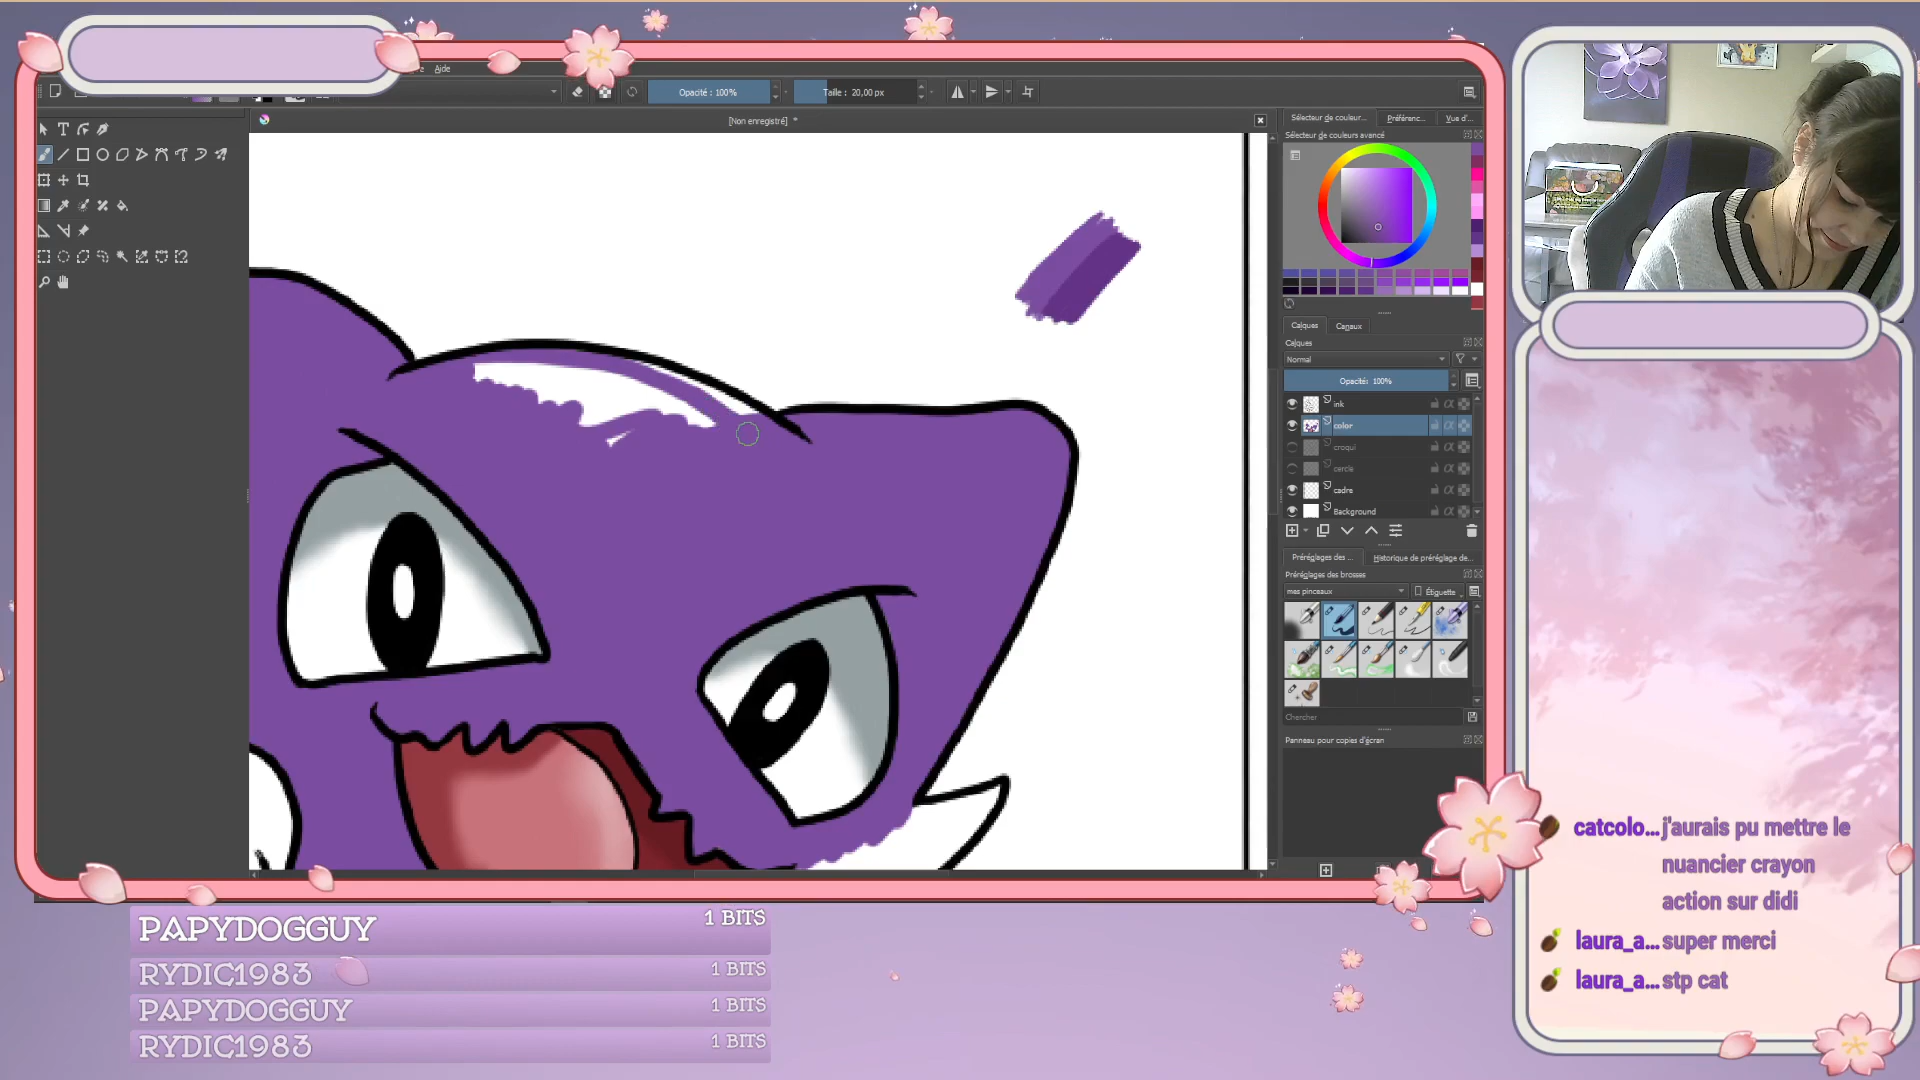 Aide
Opacité : 100%
Taille : 20,00 px
[Non enregistré] *
Sélecteur de couleur...
Préférenc...
Vue d'...
Sélecteur de couleurs avancé
Calques
Canaux
Calques
Normal
Opacité: 100%
ink
color
croqui
cercle
cadre
Background
Préréglages des ...
Historique de préréglage de...
Préréglages des brosses
mes pinceaux
Étiquette
Chercher
Panneau pour copies d'écran
catcolo... j'aurais pu mettre le
nuancier crayon
action sur didi
laura_a... super merci
laura_a... stp cat
PAPYDOGGUY 1 BITS
RYDIC1983 1 BITS
PAPYDOGGUY 1 BITS
RYDIC1983 1 BITS